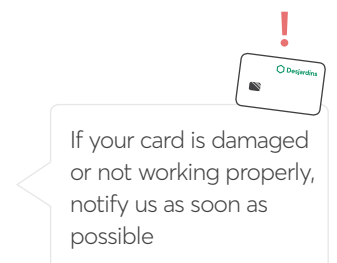 !
Desjardins
If your card is damaged
or not working properly,
notify us as soon as
possible